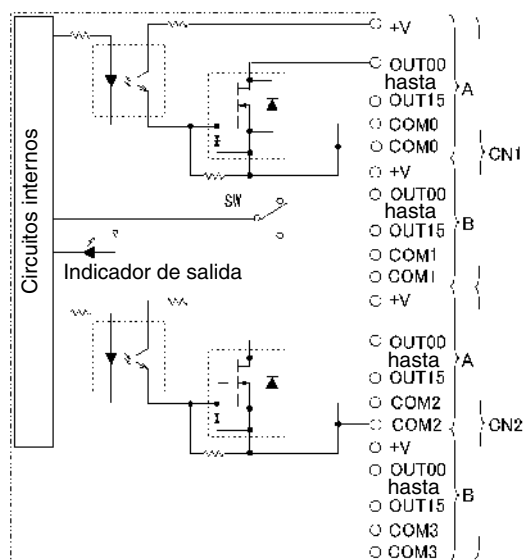 +V
OUT00
hasta
A
OUT15
COM0
COM0
CN1
+V
OUT00
hasta
SW
B
OUT15
COM1
COM1
+V
Circuitos internos
Indicador de salida
OUT00
hasta
A
OUT15
COM2
COM2
CN2
+V
OUT00
hasta
B
OUT15
COM3
COM3